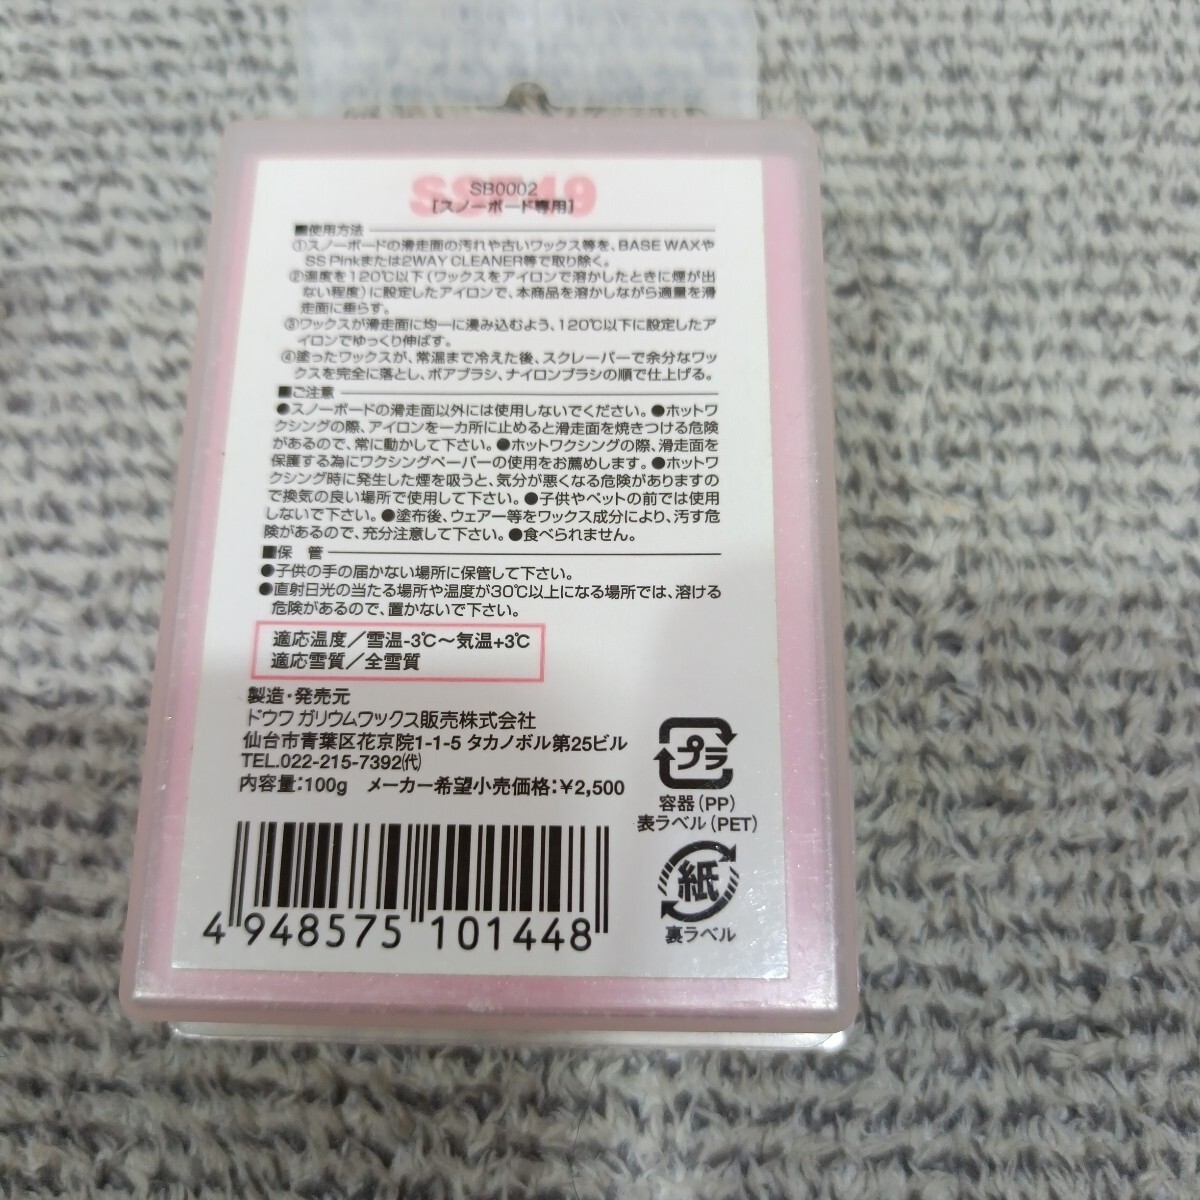 SB0002
[スノーボード専用]
■使用方法
①スノーボードの滑走面の汚れや古いワックス等を、BASE WAXや
SS Pinkまたは2WAY CLEANER等で取り除く。
②温度を120℃以下(ワックスをアイロンで溶かしたときに煙が出
ない程度)に設定したアイロンで、本商品を溶かしながら適量を滑
走面に垂らす。
③ワックスが滑走面に均一に浸み込むよう、120℃以下に設定したア
イロンでゆっくり伸ばす。
④塗ったワックスが、常温まで冷えた後、スクレーパーで余分なワッ
クスを完全に落とし、ボアブラシ、ナイロンブラシの順で仕上げる。
■ご注意
●スノーボードの滑走面以外には使用しないでください。●ホットワ
クシングの際、アイロンを一カ所に止めると滑走面を焼きつける危険
があるので、常に動かして下さい。●ホットワクシングの際、滑走面を
保護する為にワクシングペーパーの使用をお薦めします。●ホットワ
クシング時に発生した煙を吸うと、気分が悪くなる危険がありますの
で換気の良い場所で使用して下さい。●子供やペットの前では使用
しないで下さい。●塗布後、ウェアー等をワックス成分により、汚す危
険があるので、充分注意して下さい。●食べられません。
■保 管
●子供の手の届かない場所に保管して下さい。
●直射日光の当たる場所や温度が30℃以上になる場所では、溶ける
危険があるので、置かないで下さい。
適応温度/雪温-3℃~気温+3℃
適応雪質/全雪質
製造・発売元
ドウワ ガリウムワックス販売株式会社
仙台市青葉区花京院1-1-5 タカノボル第25ビル
TEL.022-215-7392㈹
内容量:100g メーカー希望小売価格:¥2,500
プラ
容器(PP)
表ラベル(PET)
紙
裏ラベル
4 948575 101448